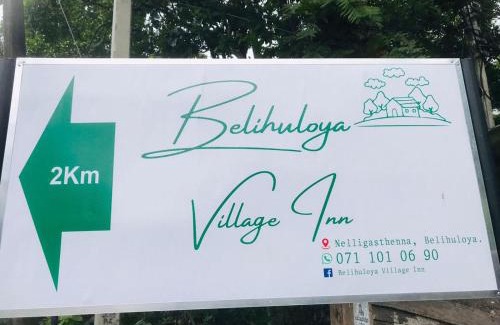 Belihuloya
2Km
Village Inn
Nelligasthenna, Belihuloya.
071 101 06 90
Belihuloya Village Inn